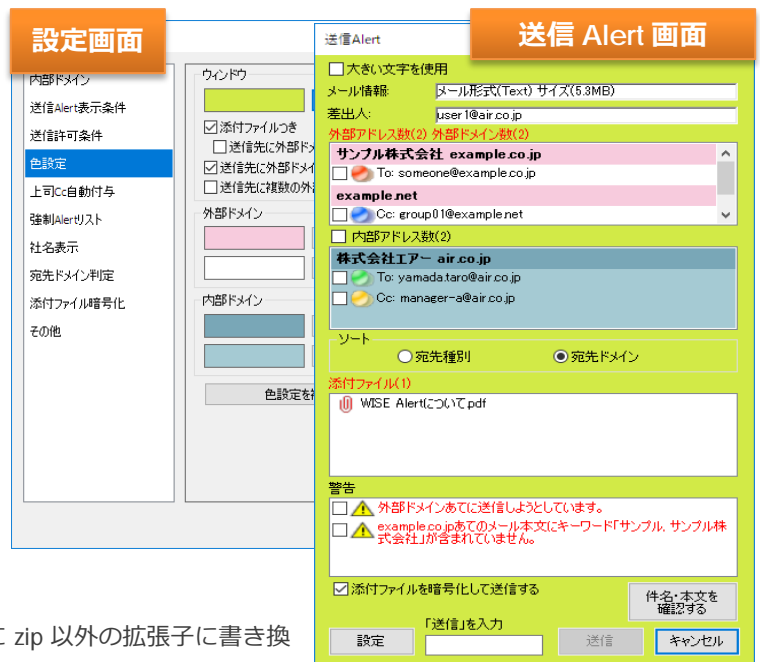 設定画面
内部ドメイン
送信Alert表示条件
送信許可条件
色設定
上司Cc自動付与
強制Alertリスト
社名表示
宛先ドメイン判定
添付ファイル暗号化
その他
ウィンドウ
添付ファイルつき
送信先に外部ドメ
送信先に外部ドメイ
送信先に複数の外
外部ドメイン
内部ドメイン
色設定を
送信 Alert 画面
送信Alert
大きい文字を使用
メール情報: メール形式(Text) サイズ(5.3MB)
差出人: user1@air.co.jp
外部アドレス数(2) 外部ドメイン数(2)
サンプル株式会社 example.co.jp
To: someone@example.co.jp
example.net
Cc: group01@example.net
内部アドレス数(2)
株式会社エアー air.co.jp
To: yamada.taro@air.co.jp
Cc: manager-a@air.co.jp
ソート
宛先種別 宛先ドメイン
添付ファイル(1)
WISE Alertについて.pdf
警告
外部ドメインあてに送信しようとしています。
example.co.jpあてのメール本文にキーワード「サンプル, サンプル株
式会社」が含まれていません。
添付ファイルを暗号化して送信する
件名・本文を
確認する
「送信」を入力
設定 送信 キャンセル
zip 以外の拡張子に書き換